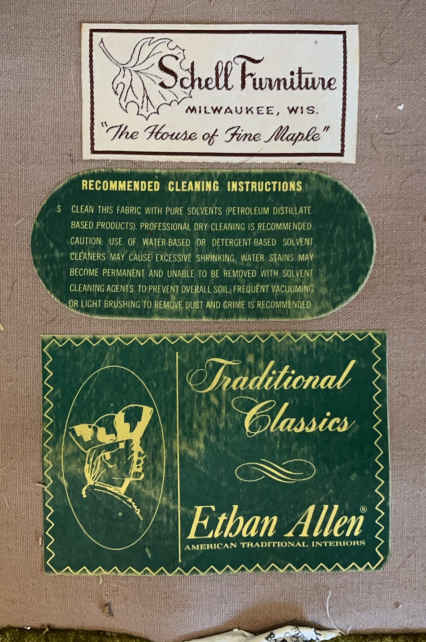 Schell Furniture
MILWAUKEE, WIS.
"The House of Fine Maple"
RECOMMENDED CLEANING INSTRUCTIONS
S CLEAN THIS FABRIC WITH PURE SOLVENTS (PETROLEUM DISTILLATE
BASED PRODUCTS). PROFESSIONAL DRY CLEANING IS RECOMMENDED
CAUTION: USE OF WATER-BASED OR DETERGENT-BASED SOLVENT
CLEANERS MAY CAUSE EXCESSIVE SHRINKING. WATER STAINS MAY
BECOME PERMANENT AND UNABLE TO BE REMOVED WITH SOLVENT
CLEANING AGENTS. TO PREVENT OVERALL SOIL, FREQUENT VACUUMING
OR LIGHT BRUSHING TO REMOVE DUST AND GRIME IS RECOMMENDED
Traditional
Classics
Ethan Allen®
AMERICAN TRADITIONAL INTERIORS